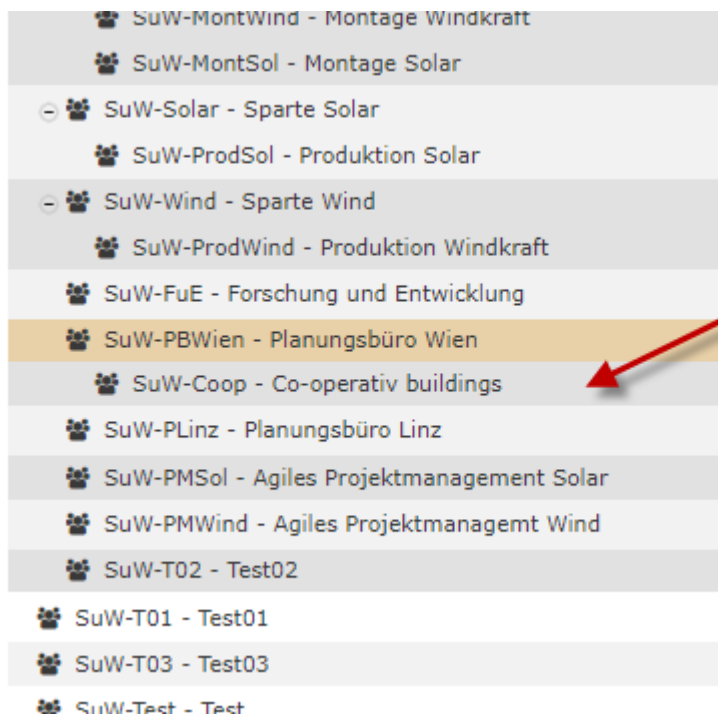 SuW-MontWind - Montage Windkraft
SuW-MontSol - Montage Solar
SuW-Solar - Sparte Solar
SuW-ProdSol - Produktion Solar
SuW-Wind - Sparte Wind
SuW-ProdWind - Produktion Windkraft
SuW-FuE - Forschung und Entwicklung
SuW-PBWien - Planungsbüro Wien
SuW-Coop - Co-operativ buildings
SuW-PLinz - Planungsbüro Linz
SuW-PMSol - Agiles Projektmanagement Solar
SuW-PMWind - Agiles Projektmanagemt Wind
SuW-T02 - Test02
SuW-T01 - Test01
SuW-T03 - Test03
SuW-Test - Test